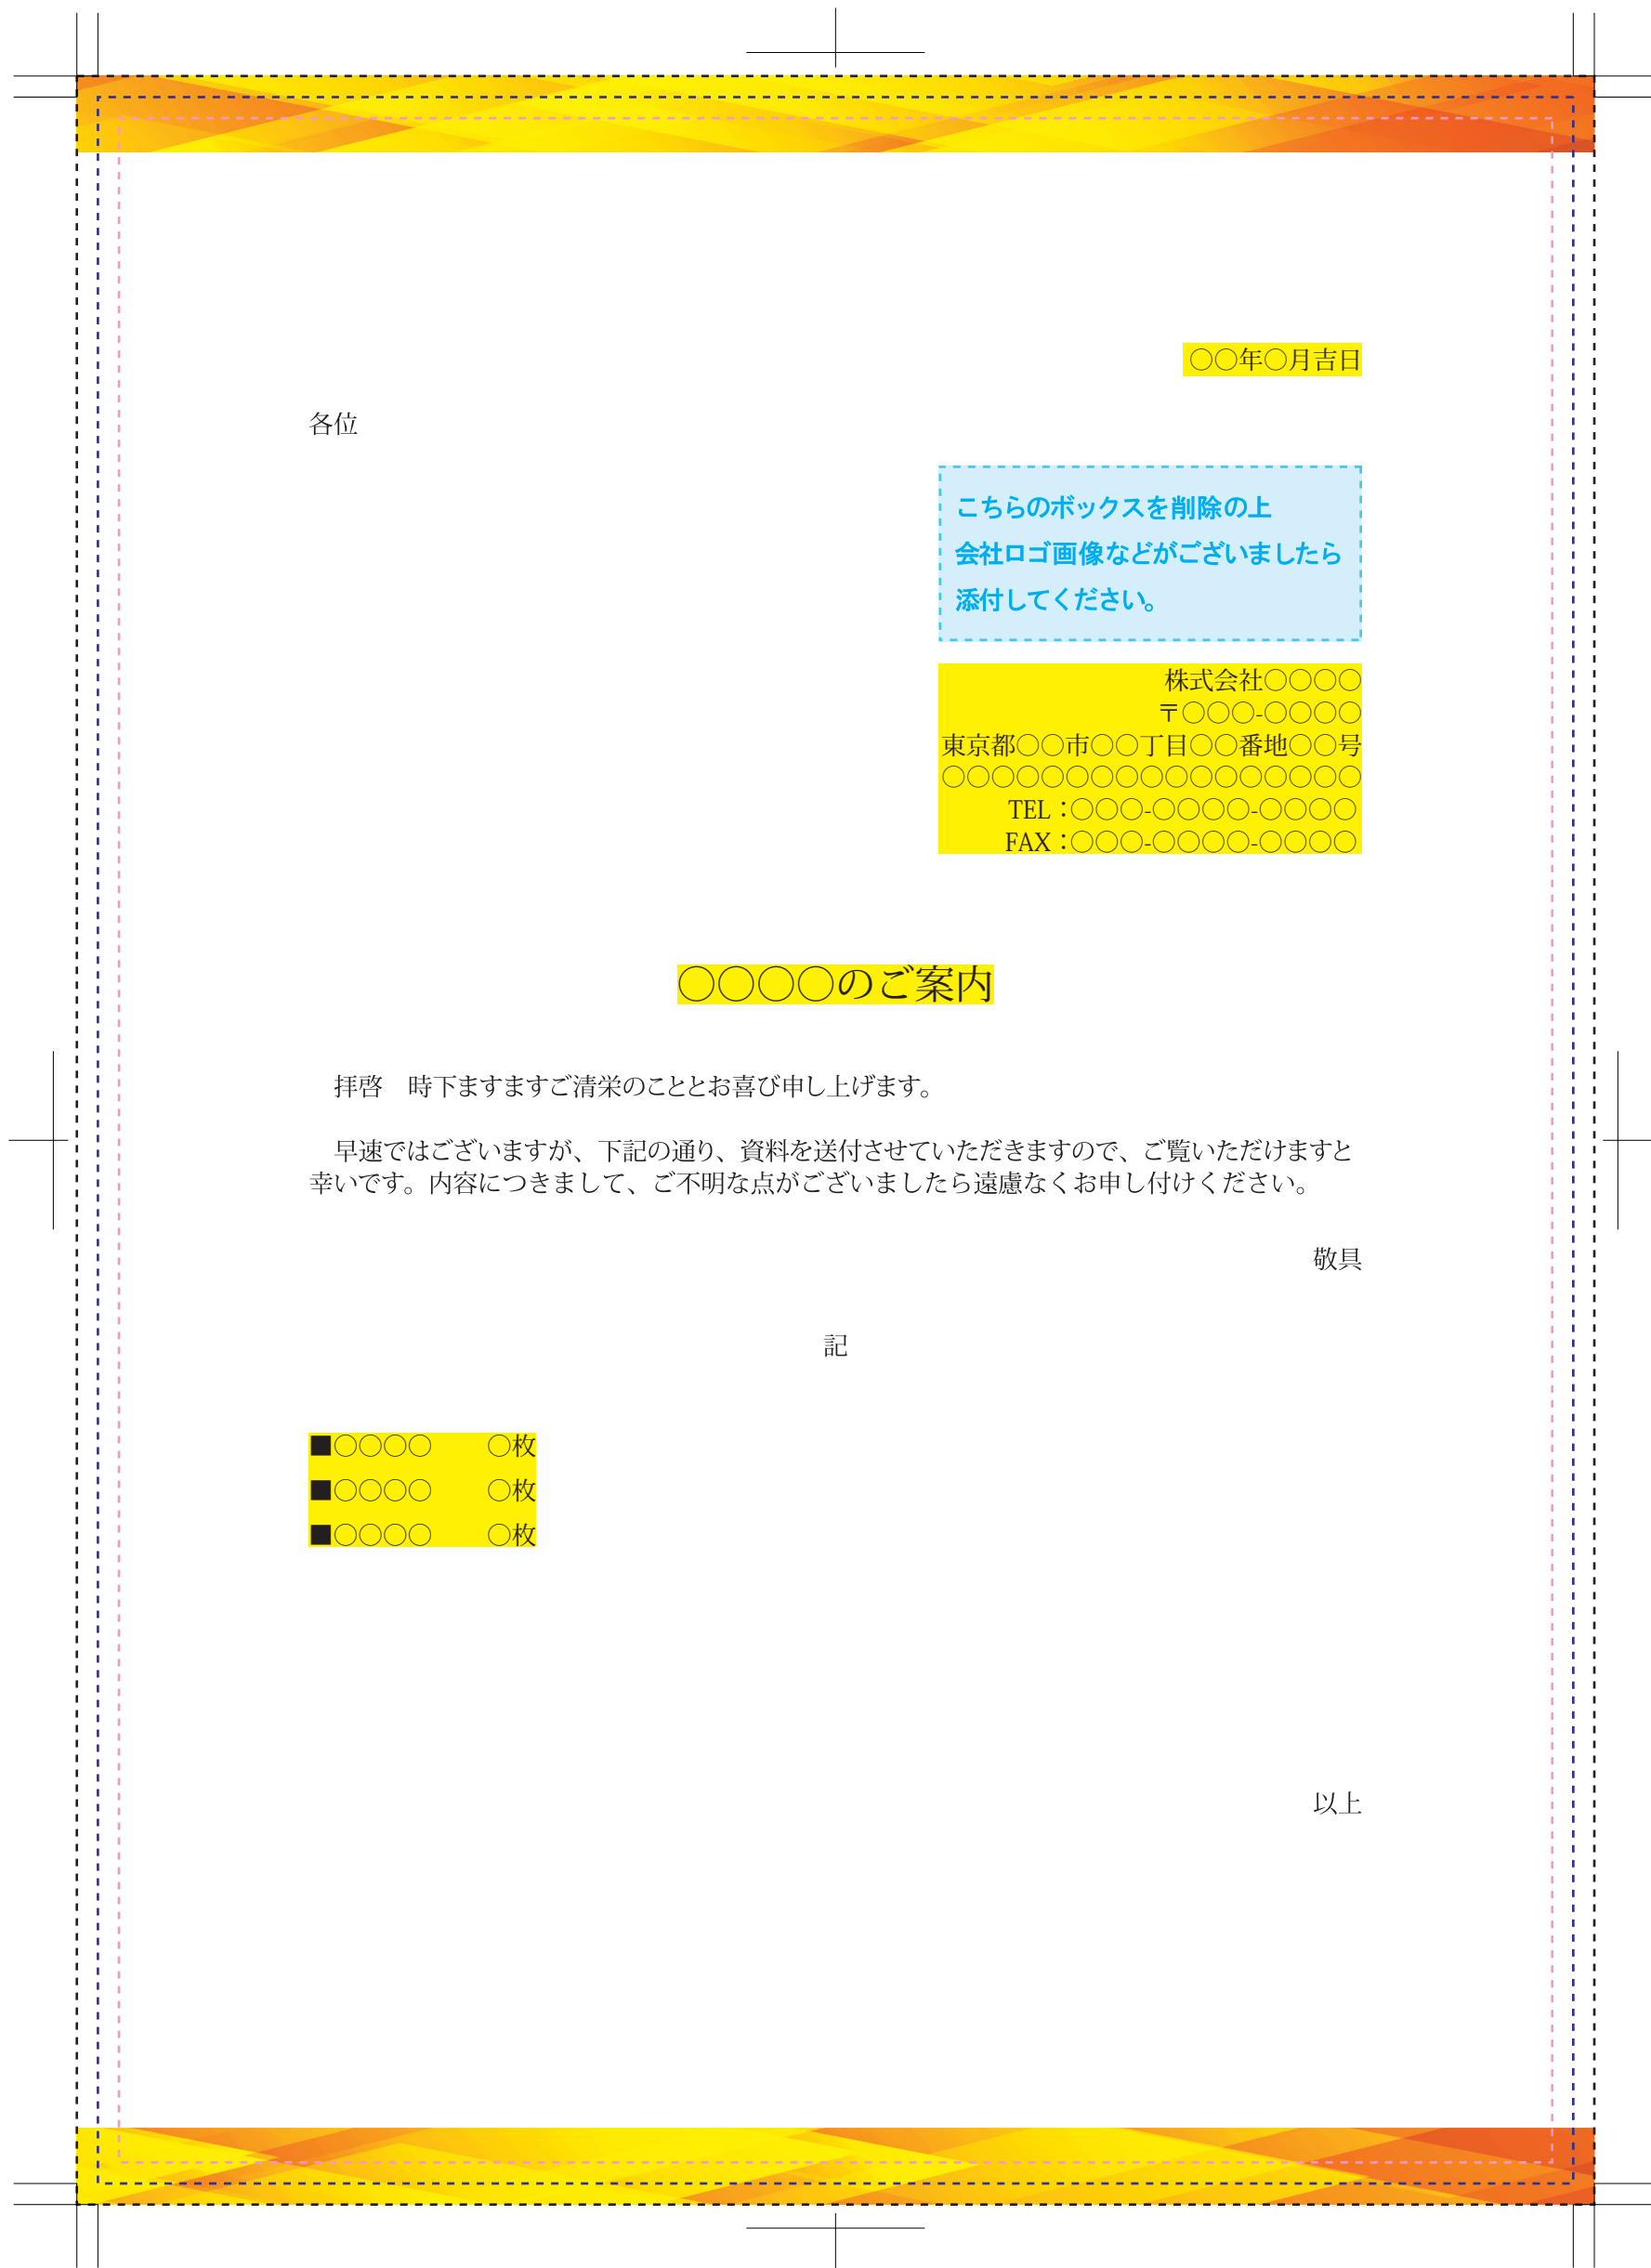 〇〇年〇月吉日
各位
こちらのボックスを削除の上
会社ロゴ画像などがございましたら
添付してください。
株式会社〇〇〇〇
〒〇〇〇-〇〇〇〇
東京都〇〇市〇〇丁目〇〇番地〇〇号
〇〇〇〇〇〇〇〇〇〇〇〇〇〇〇〇〇
TEL：〇〇〇-〇〇〇〇-〇〇〇〇
FAX：〇〇〇-〇〇〇〇-〇〇〇〇
〇〇〇〇のご案内
拝啓　時下ますますご清栄のこととお喜び申し上げます。
早速ではございますが、下記の通り、資料を送付させていただきますので、ご覧いただけますと
幸いです。内容につきまして、ご不明な点がございましたら遠慮なくお申し付けください。
敬具
記
■〇〇〇〇　　〇枚
■〇〇〇〇　　〇枚
■〇〇〇〇　　〇枚
以上